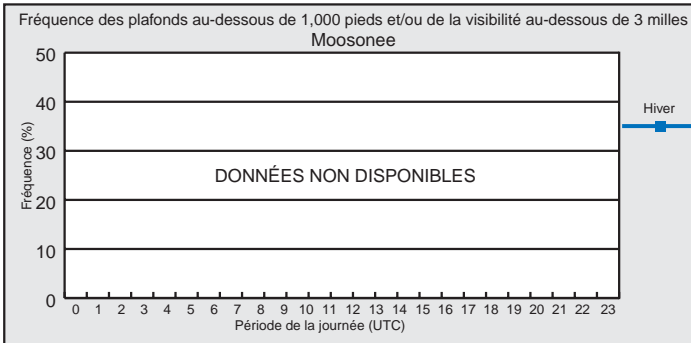 Fréquence des plafonds au-dessous de 1,000 pieds et/ou de la visibilité au-dessous de 3 milles
Moosonee
50
40
30
20
10
0
Fréquence (%)
DONNÉES NON DISPONIBLES
Hiver
0 1 2 3 4 5 6 7 8 9 10 11 12 13 14 15 16 17 18 19 20 21 22 23
Période de la journée (UTC)